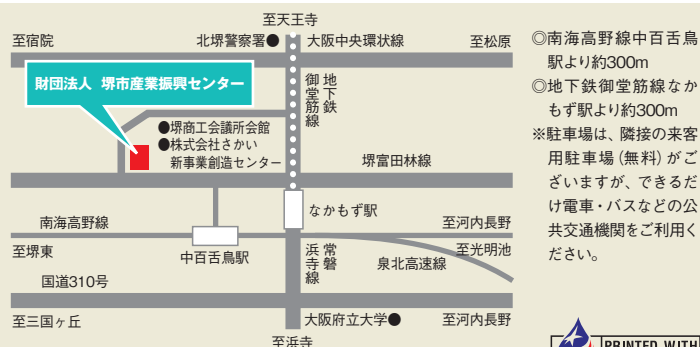 至天王寺
至宿院
北堺警察署●
大阪中央環状線
至松原
財団法人 堺市産業振興センター
地下鉄
御堂筋線
●堺商工会議所会館
●株式会社さかい
新事業創造センター
堺富田林線
なかもず駅
南海高野線
至河内長野
至堺東
中百舌鳥駅
常磐
浜寺線
泉北高速線
至光明池
国道310号
至三国ヶ丘
大阪府立大学●
至河内長野
至浜寺
◎南海高野線中百舌鳥
駅より約300m
◎地下鉄御堂筋線なか
もず駅より約300m
※駐車場は、隣接の来客
用駐車場(無料)がご
ざいますが、できるだ
け電車・バスなどの公
共交通機関をご利用く
ださい。
PRINTED WITH